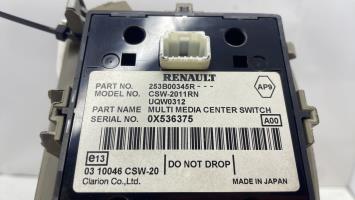 RENAULT
PART NO. 253B00345R - - -
MODEL NO. CSW-2011RN
UQW0312
AP9
PART NAME MULTI MEDIA CENTER SWITCH
SERIAL NO. 0X536375
A00
e13
DO NOT DROP
03 10046 CSW-20
Clarion Co., Ltd.
MADE IN JAPAN